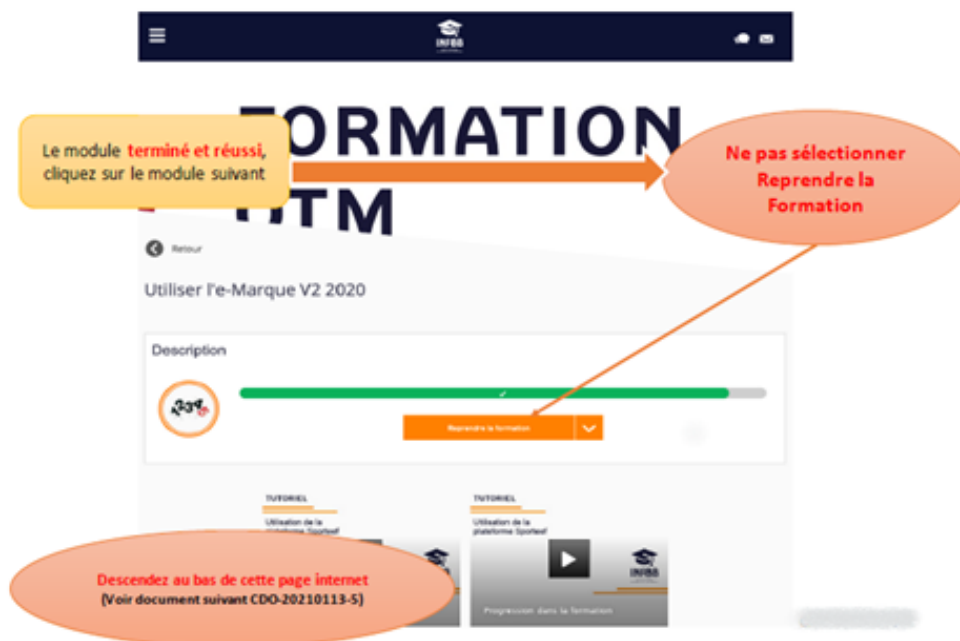 INFBB
FORMATION
OTM
Le module terminé et réussi,
cliquez sur le module suivant
Ne pas sélectionner
Reprendre la
Formation
Retour
Utiliser l'e-Marque V2 2020
Description
Reprendre la formation
TUTORIEL
Utilisation de la
plateforme Sporteef
TUTORIEL
Utilisation de la
plateforme Sporteef
INFBB
Progression dans la formation
Descendez au bas de cette page internet
(Voir document suivant CDO-20210113-5)